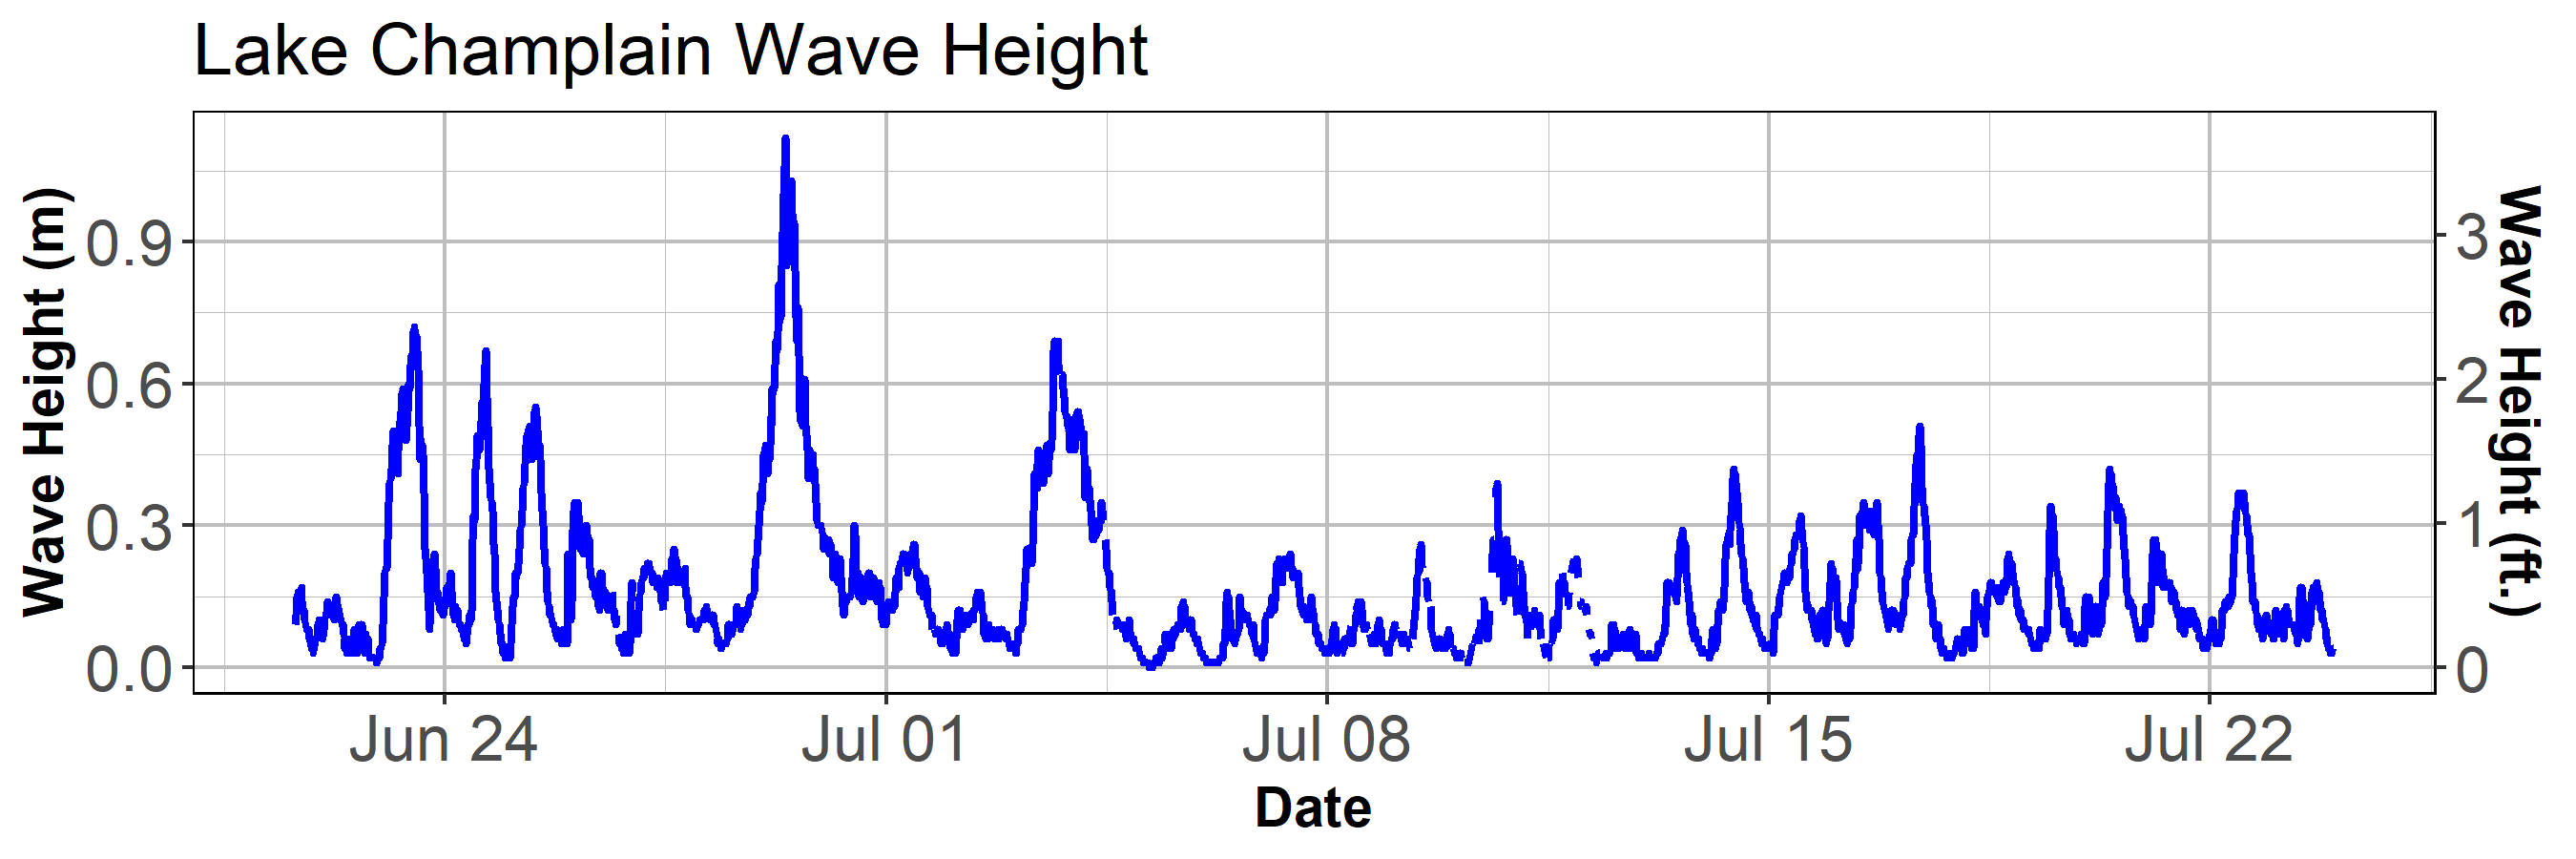 Lake Champlain Wave Height
Wave Height (m)
0.9
0.6
0.3
0.0
3
2
1
0
Wave Height (ft.)
Jun 24
Jul 01
Jul 08
Jul 15
Jul 22
Date